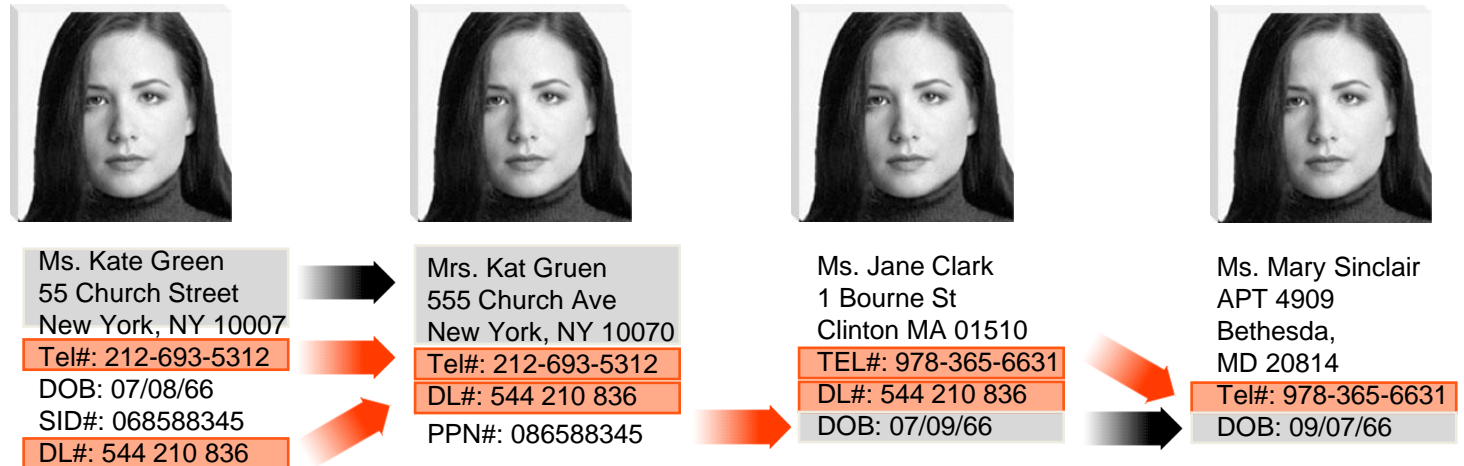 Ms. Kate Green
55 Church Street
New York, NY 10007
Tel#: 212-693-5312
DOB: 07/08/66
SID#: 068588345
DL#: 544 210 836
Mrs. Kat Gruen
555 Church Ave
New York, NY 10070
Tel#: 212-693-5312
DL#: 544 210 836
PPN#: 086588345
Ms. Jane Clark
1 Bourne St
Clinton MA 01510
TEL#: 978-365-6631
DL#: 544 210 836
DOB: 07/09/66
Ms. Mary Sinclair
APT 4909
Bethesda,
MD 20814
Tel#: 978-365-6631
DOB: 09/07/66